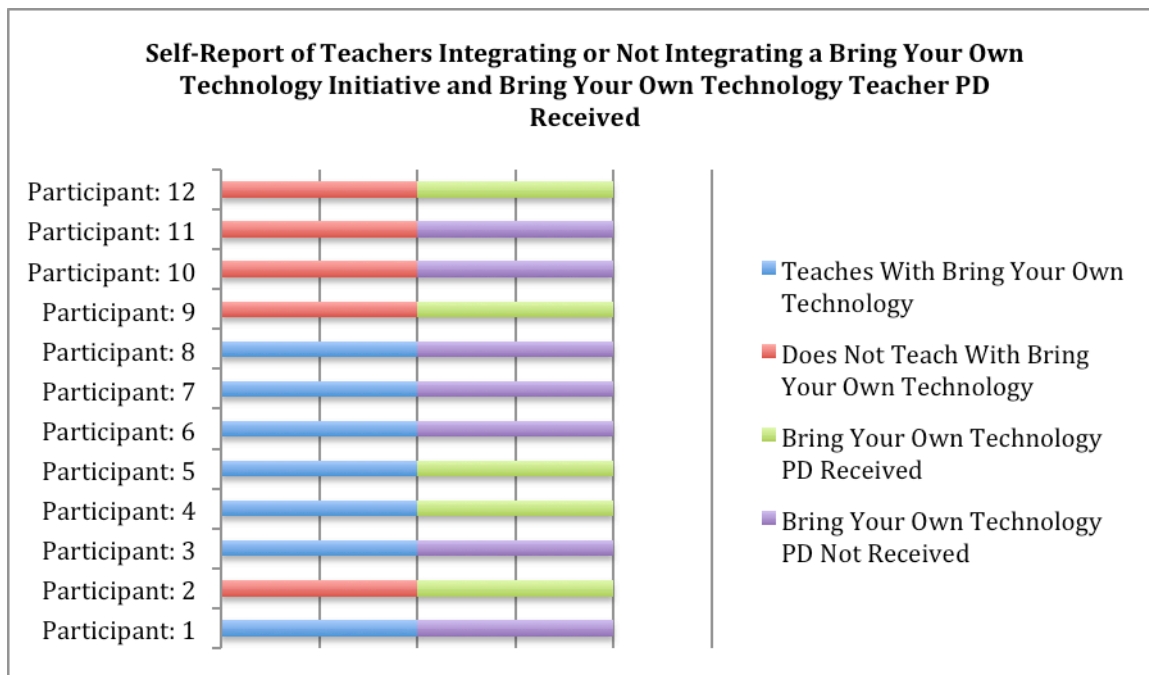 Self-Report of Teachers Integrating or Not Integrating a Bring Your Own
Technology Initiative and Bring Your Own Technology Teacher PD
Received
Participant: 12
Participant: 11
Participant: 10
Participant: 9
Participant: 8
Participant: 7
Participant: 6
Participant: 5
Participant: 4
Participant: 3
Participant: 2
Participant: 1
Teaches With Bring Your Own
Technology
Does Not Teach With Bring
Your Own Technology
Bring Your Own Technology
PD Received
Bring Your Own Technology
PD Not Received